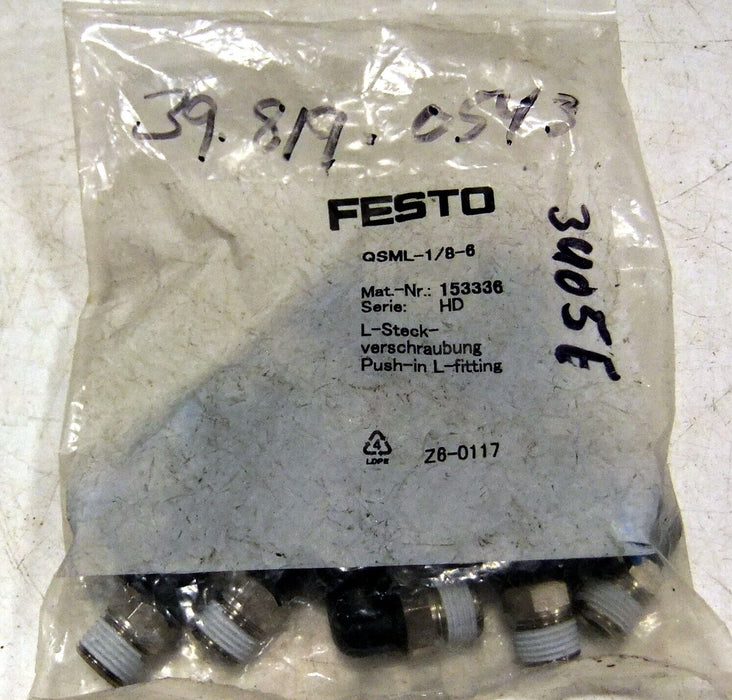 39.819.0543
FESTO
QSML-1/8-6
Mat.-Nr.: 153336
Serie: HD
L-Steck-
verschraubung
Push-in L-fitting
4
LDPE
Z6-0117
3405E